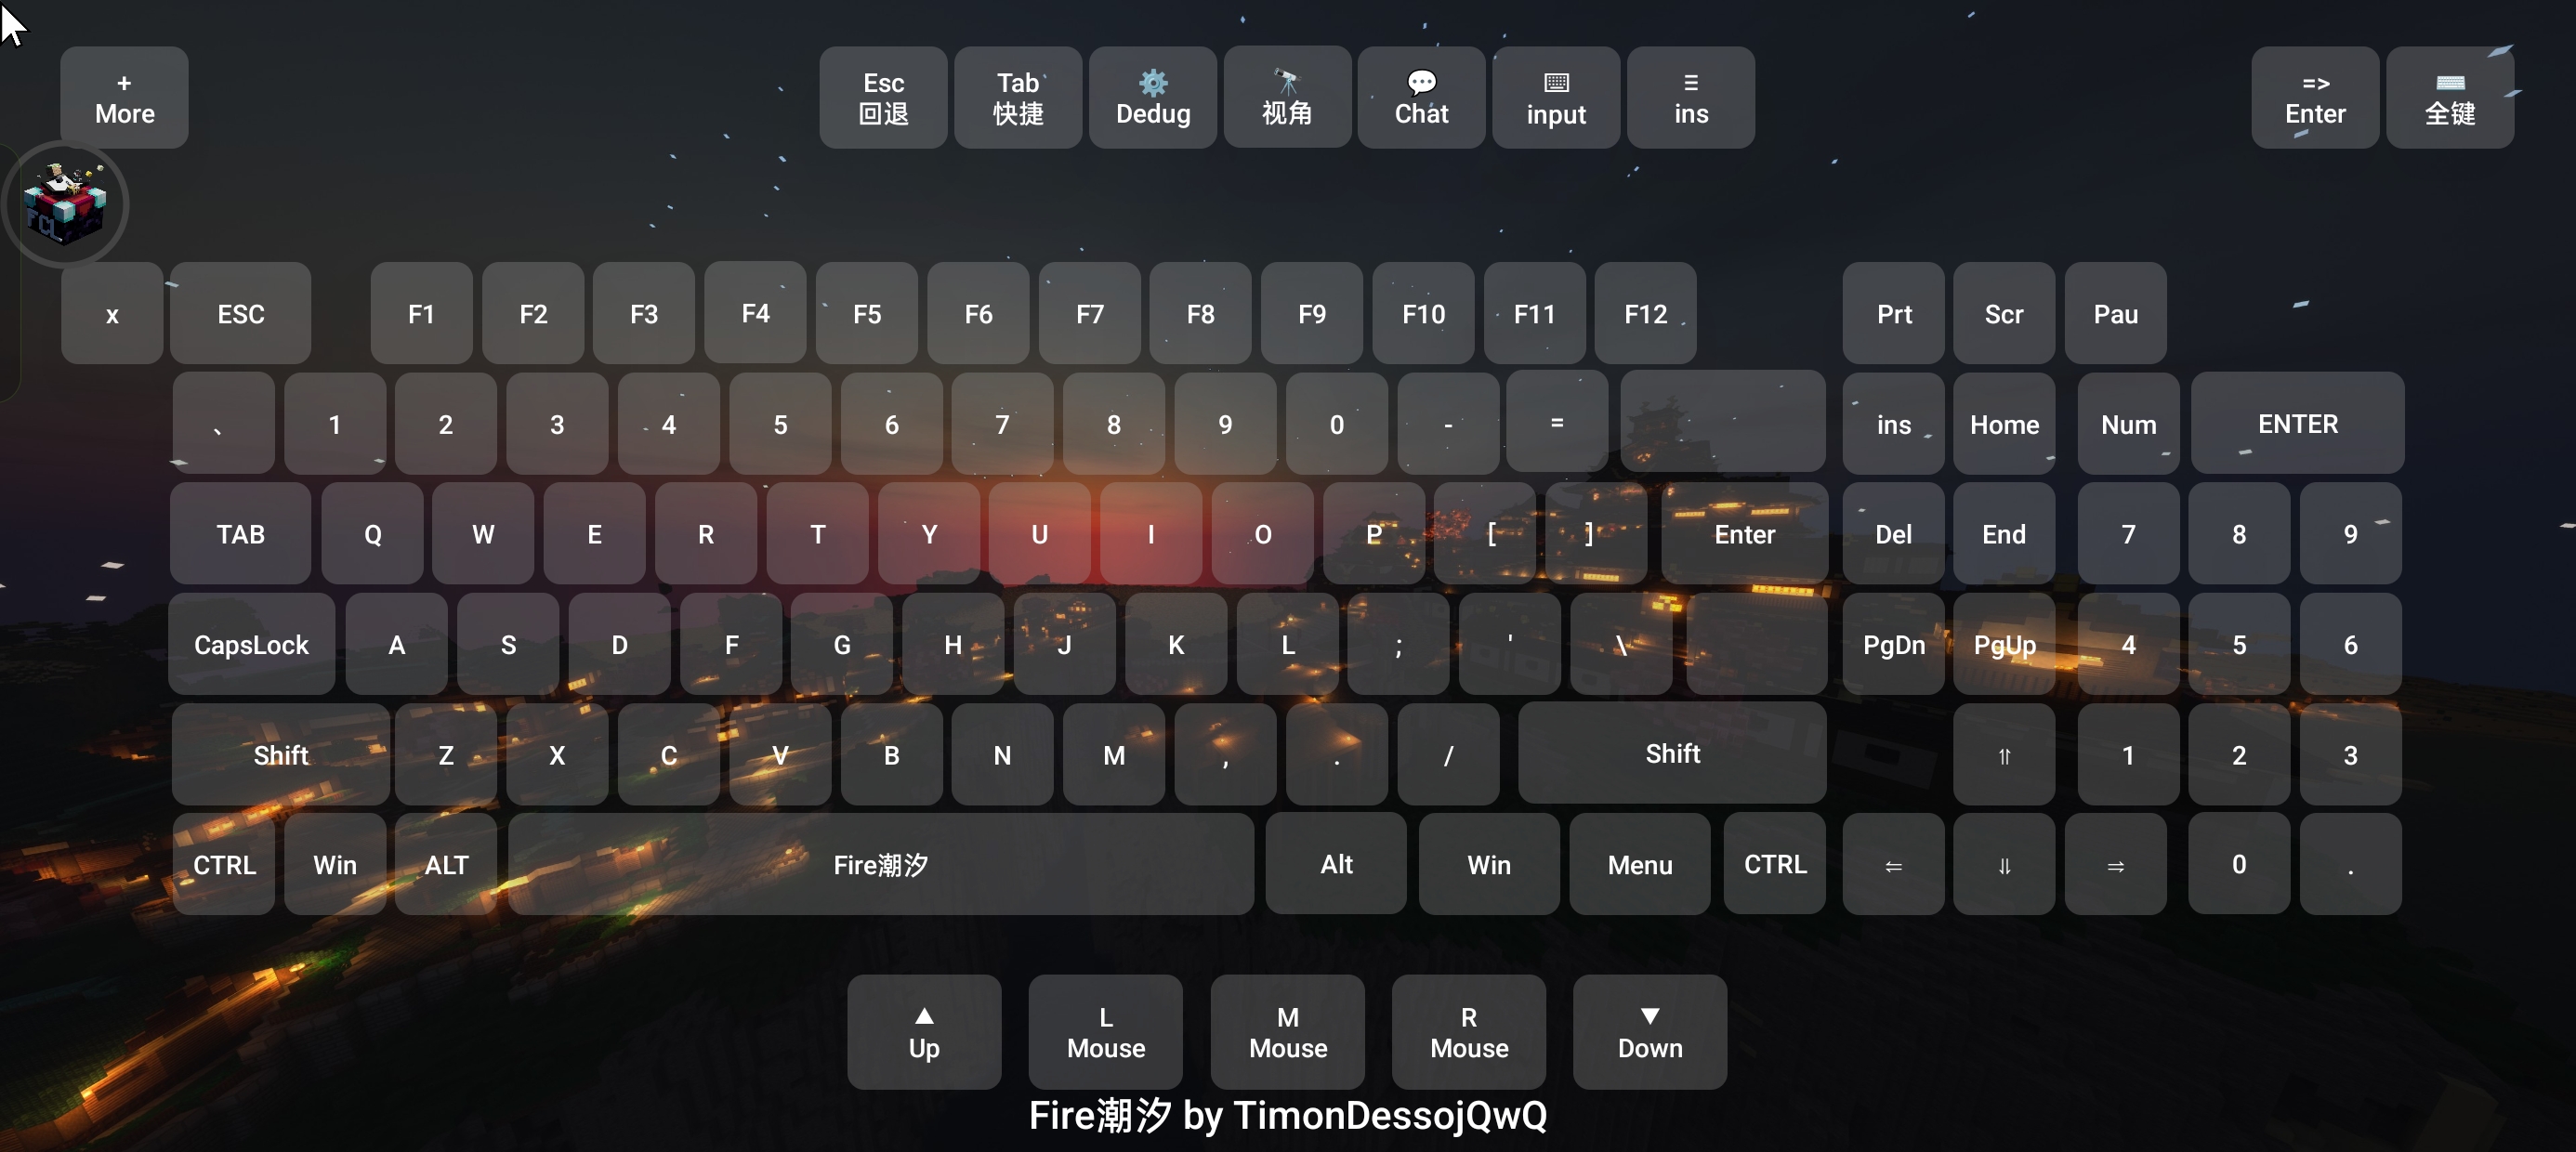 +
More
Esc
回退
Tab
快捷
⚙️
Dedug
🔭
视角
💬
Chat
⌨
input
☰
ins
=>
Enter
⌨️
全键
FCL
x ESC F1 F2 F3 F4 F5 F6 F7 F8 F9 F10 F11 F12 Prt Scr Pau
、 1 2 3 4 5 6 7 8 9 0 - = ins Home Num ENTER
TAB Q W E R T Y U I O P [ ] Enter Del End 7 8 9
CapsLock A S D F G H J K L ; ' \ PgDn PgUp 4 5 6
Shift Z X C V B N M , . / Shift ⥣ 1 2 3
CTRL Win ALT Fire潮汐 Alt Win Menu CTRL ⥢ ⥥ ⥤ 0 .
▲
Up
L
Mouse
M
Mouse
R
Mouse
▼
Down
Fire潮汐 by TimonDessojQwQ